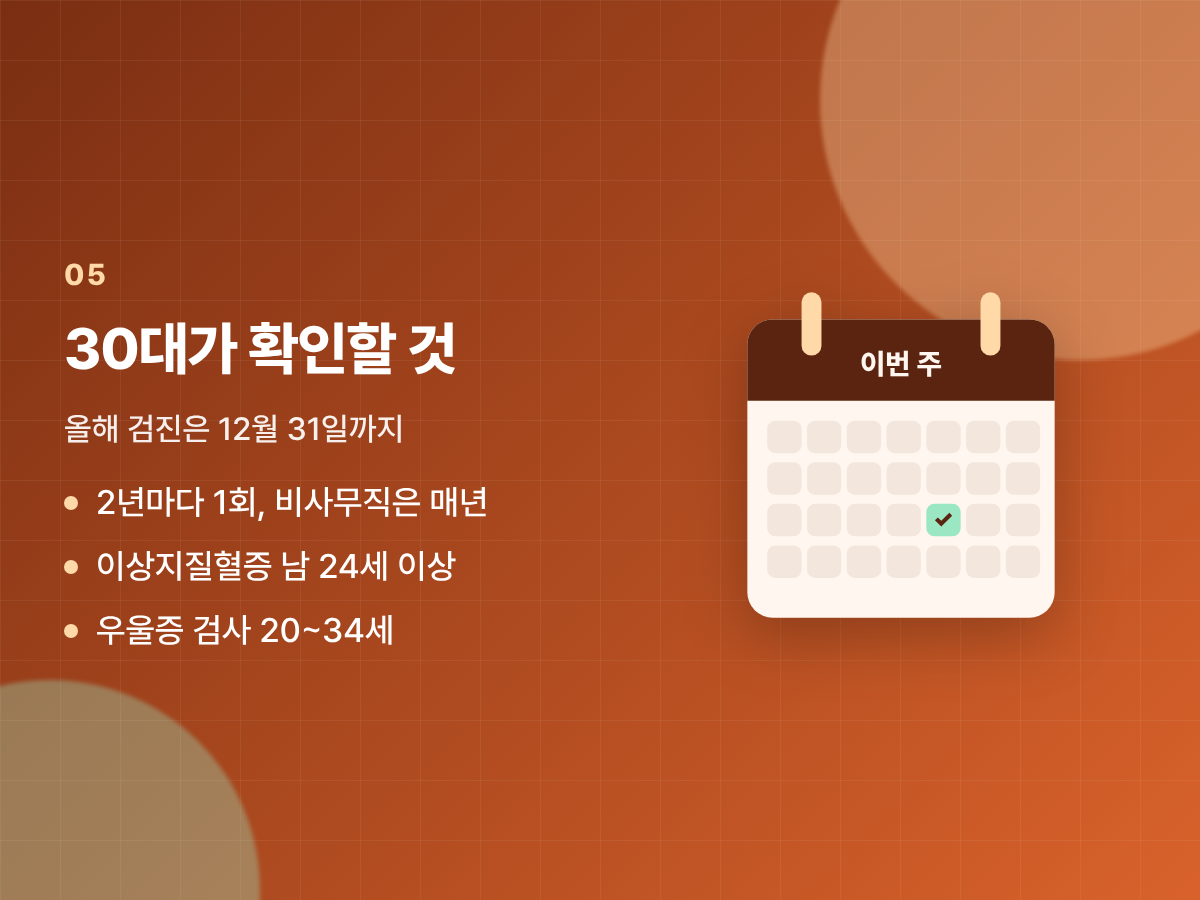 05
30대가 확인할 것
올해 검진은 12월 31일까지
2년마다 1회, 비사무직은 매년
이상지질혈증 남 24세 이상
우울증 검사 20~34세
이번 주